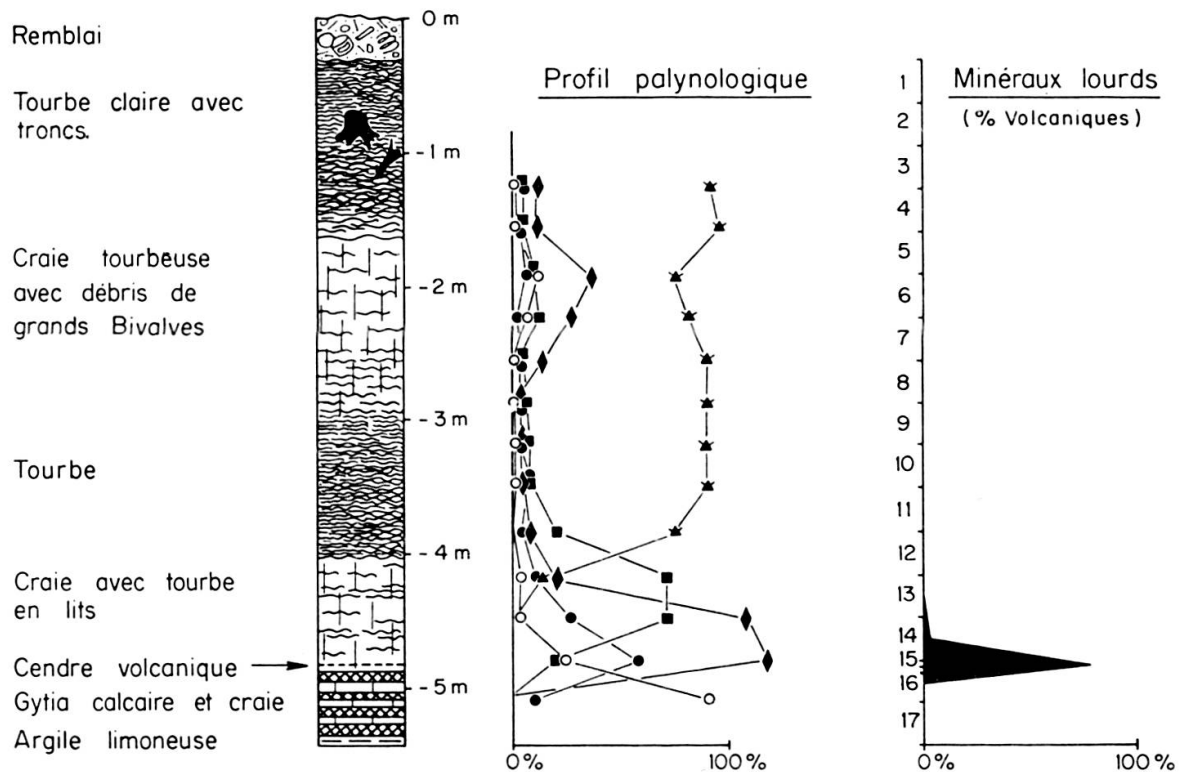 Remblai
Tourbe claire avec
troncs.
Craie tourbeuse
avec débris de
grands Bivalves
Tourbe
Craie avec tourbe
en lits
Cendre volcanique
Gytia calcaire et craie
Argile limoneuse
0 m
-1 m
-2 m
-3 m
-4 m
-5 m
Profil palynologique
0%
100%
1
2
3
4
5
6
7
8
9
10
11
12
13
14
15
16
17
Minéraux lourds
(% Volcaniques)
0%
100%